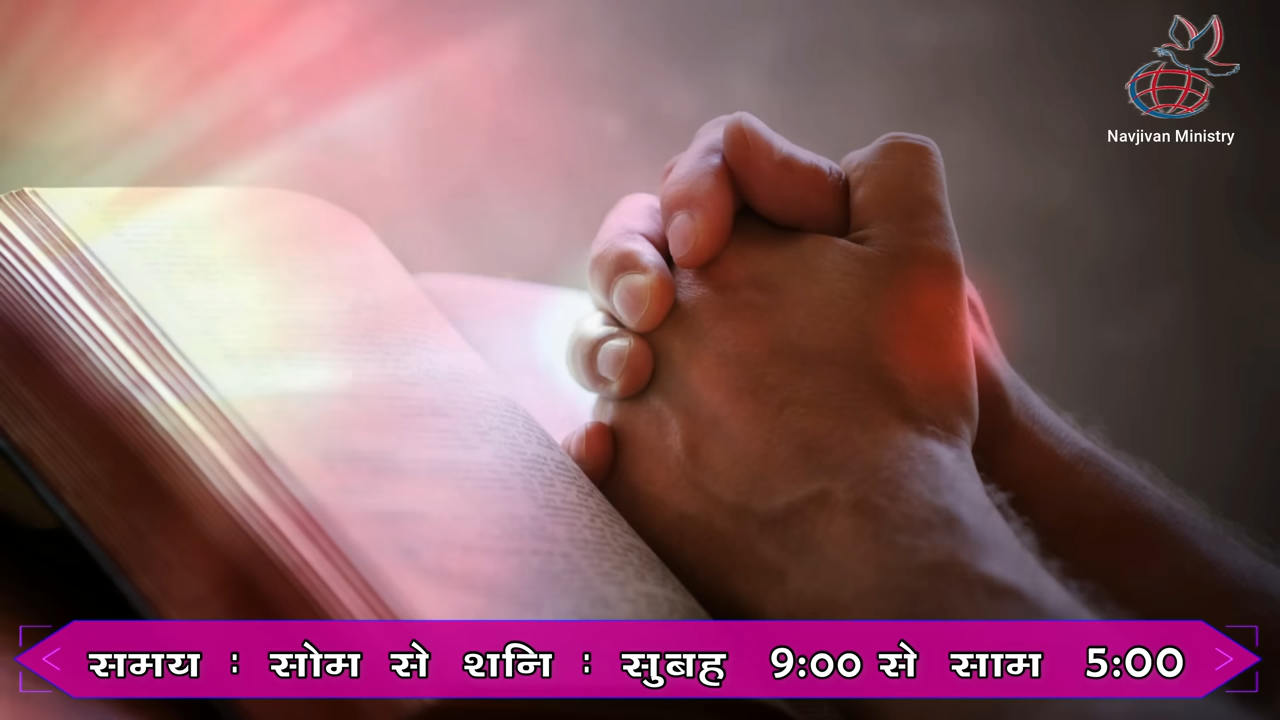 Navjivan Ministry
समय : सोम से शनि : सुबह 9:00 से साम 5:00